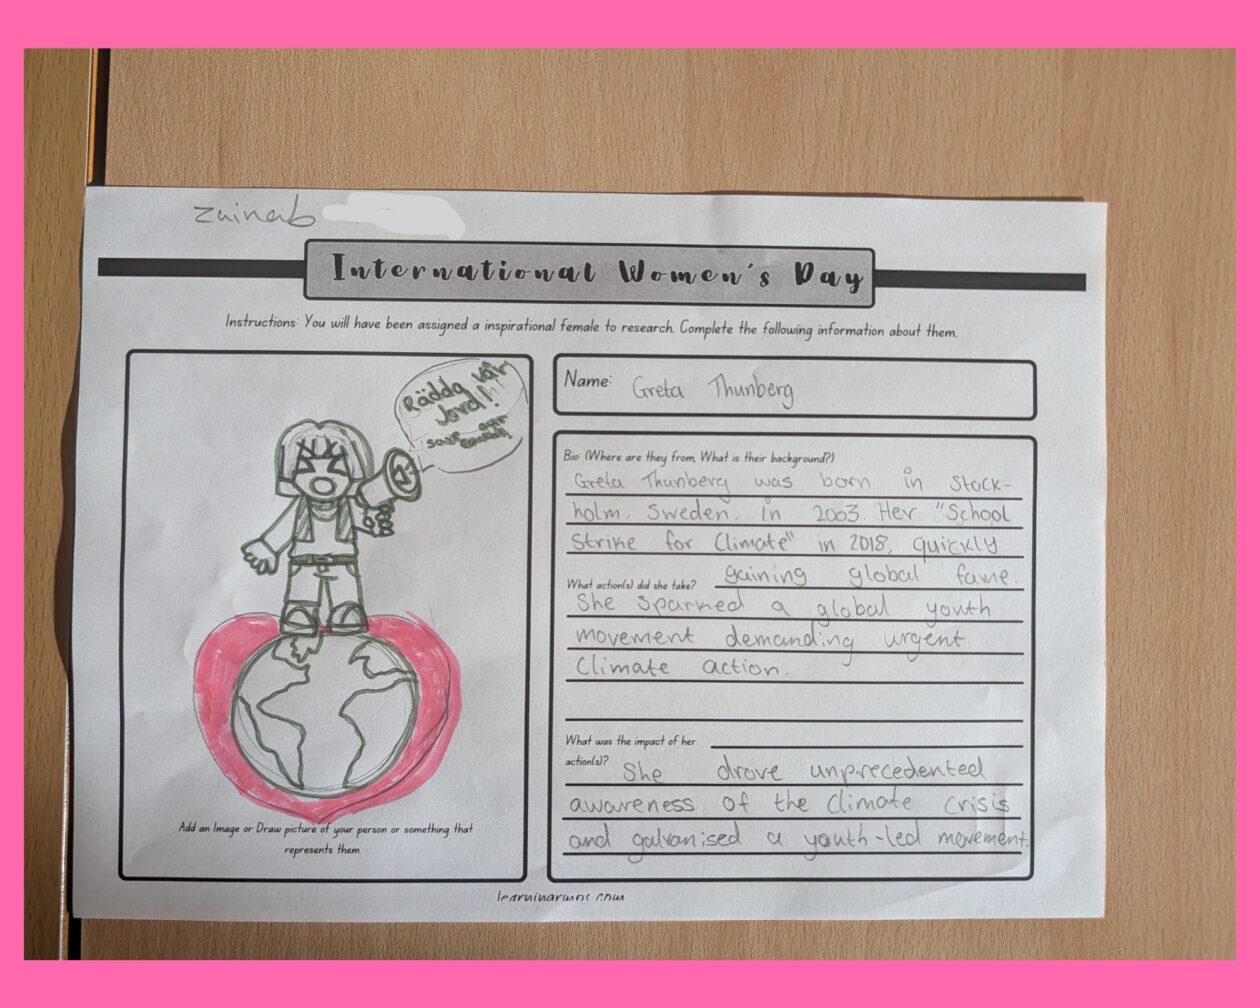 zainab
International Women's Day
Instructions: You will have been assigned a inspirational female to research. Complete the following information about them.
Rädda vår
Jord!
save our
earth!
Add an Image or Draw picture of your person or something that
represents them.
Name: Greta Thunberg
Bio: (Where are they from, What is their background?)
Greta Thunberg was born in Stock-
holm, Sweden, in 2003. Her "School
Strike for Climate" in 2018, quickly
gaining global fame.
What action(s) did she take?
She sparked a global youth
movement demanding urgent
Climate action.
What was the impact of her
action(s)? She drove unprecedented
awareness of the Climate crisis
and galvanised a youth-led movement.